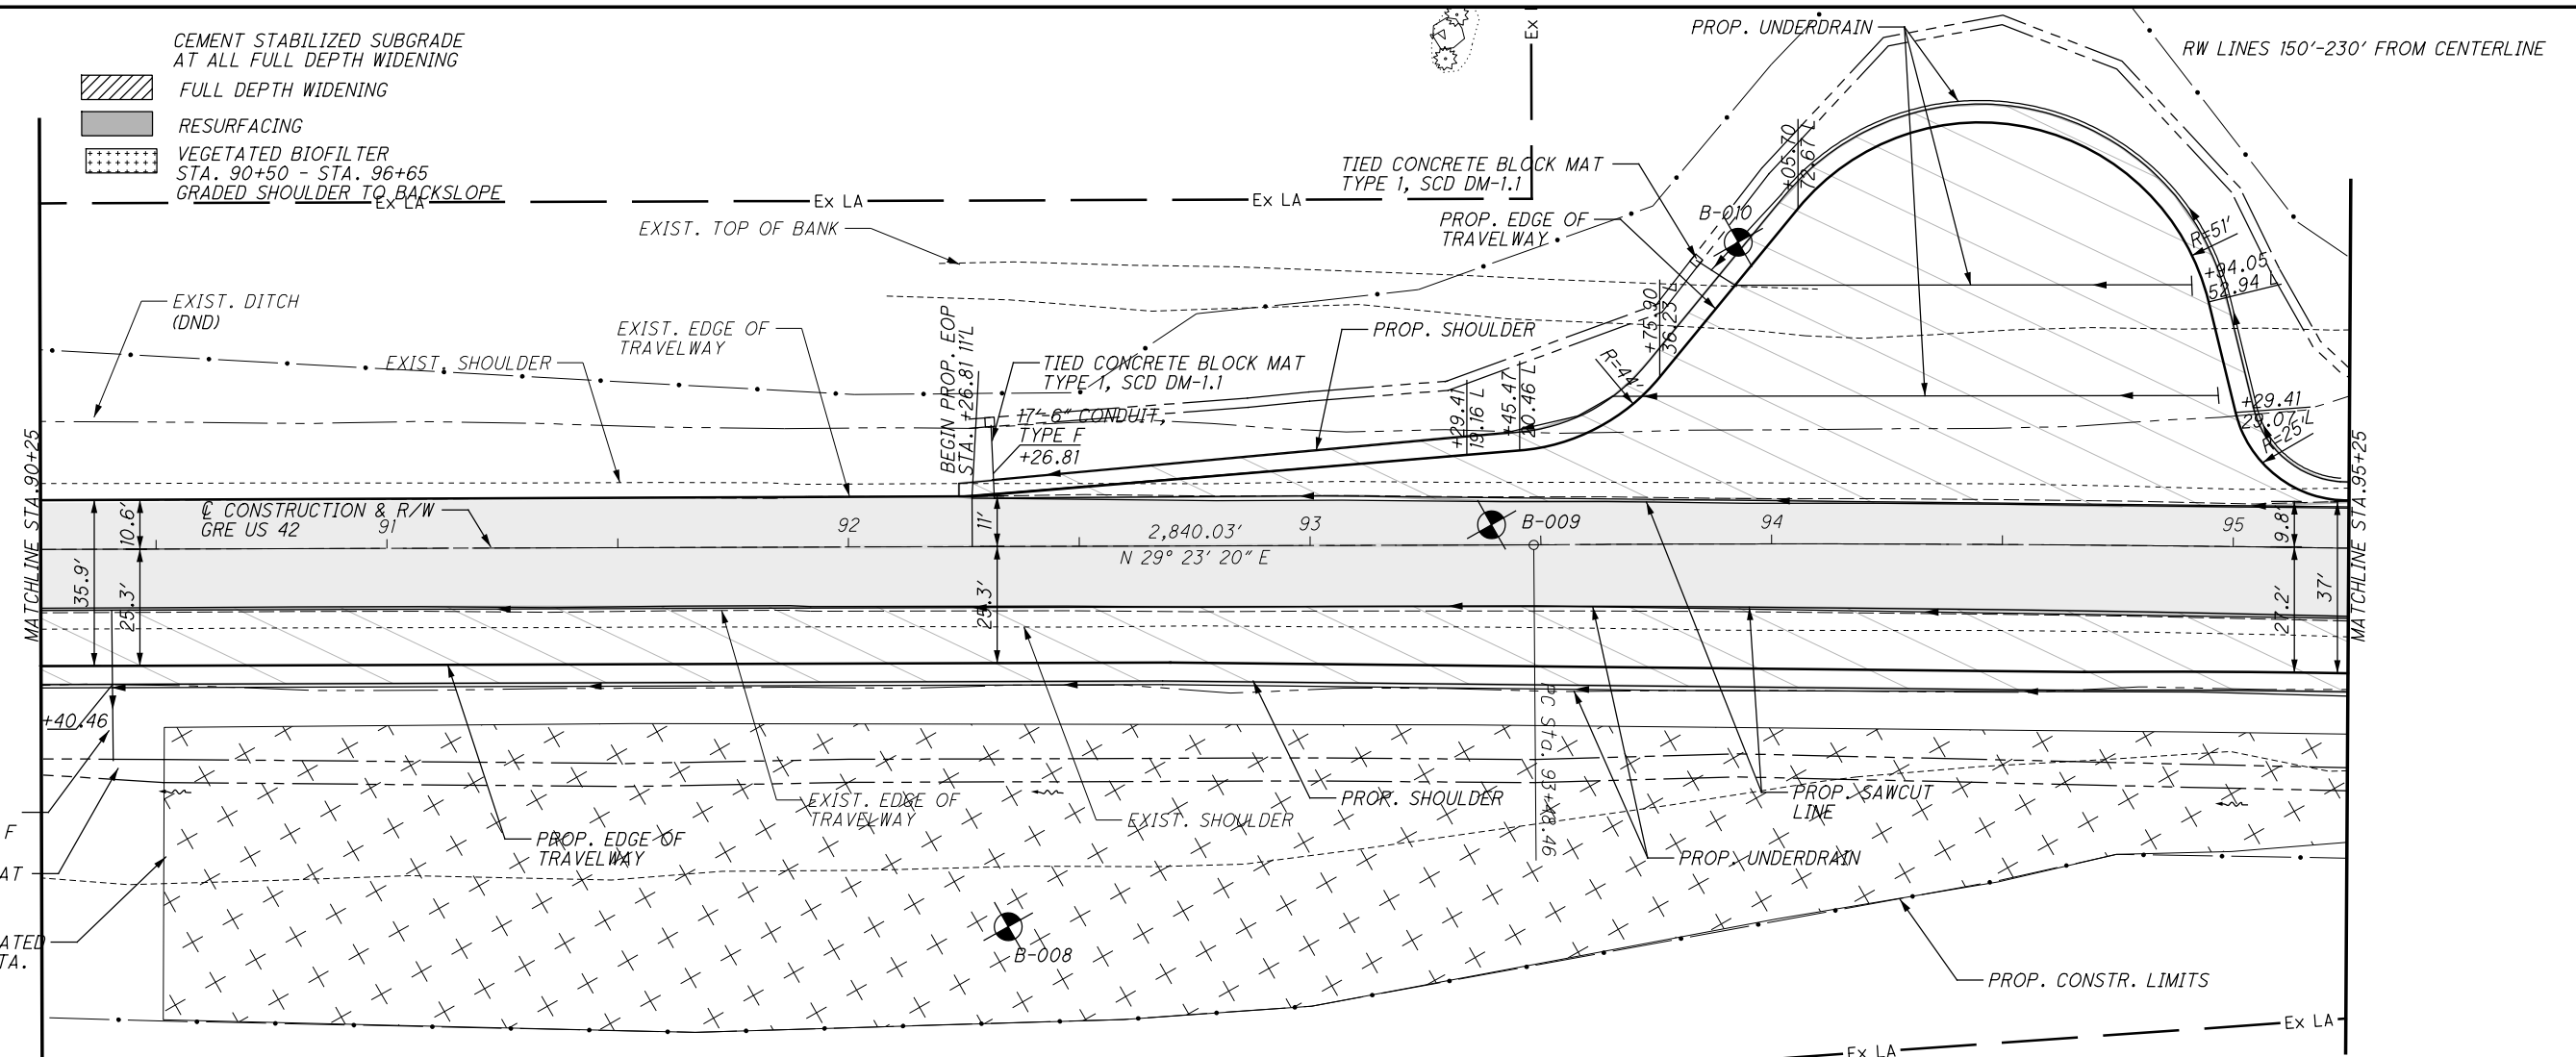 CEMENT STABILIZED SUBGRADE
AT ALL FULL DEPTH WIDENING
FULL DEPTH WIDENING
RESURFACING
VEGETATED BIOFILTER
STA. 90+50 - STA. 96+65
GRADED SHOULDER TO BACKSLOPE
Ex LA
Ex LA
Ex LA
Ex
PROP. UNDERDRAIN
RW LINES 150'-230' FROM CENTERLINE
TIED CONCRETE BLOCK MAT
TYPE 1, SCD DM-1.1
+05.70
72.67 L
PROP. EDGE OF
TRAVELWAY
B-010
EXIST. TOP OF BANK
R=51'
+94.05
52.94 L
EXIST. DITCH
(DND)
EXIST. EDGE OF
TRAVELWAY
EXIST. SHOULDER
BEGIN PROP. EOP
STA. +26.81 11'L
TIED CONCRETE BLOCK MAT
TYPE 1, SCD DM-1.1
17'-6" CONDUIT,
TYPE F
+26.81
PROP. SHOULDER
+75.90
36.23 L
R=44'
+29.41
19.16 L
+45.47
20.46 L
+29.41
29.07' L
R=25'
MATCHLINE STA.90+25
MATCHLINE STA.95+25
35.9'
10.6'
25.3'
℄ CONSTRUCTION & R/W
GRE US 42
91
92
11'
25.3'
2,840.03'
N 29° 23' 20" E
93
B-009
94
95
9.8'
27.2'
37'
+40.46
PC Sta. 93+48.46
EXIST. EDGE OF
TRAVELWAY
EXIST. SHOULDER
PROP. SHOULDER
PROP. SAWCUT
LINE
PROP. EDGE OF
TRAVELWAY
PROP. UNDERDRAIN
F
AT
ATED
TA.
B-008
PROP. CONSTR. LIMITS
Ex LA
Ex LA